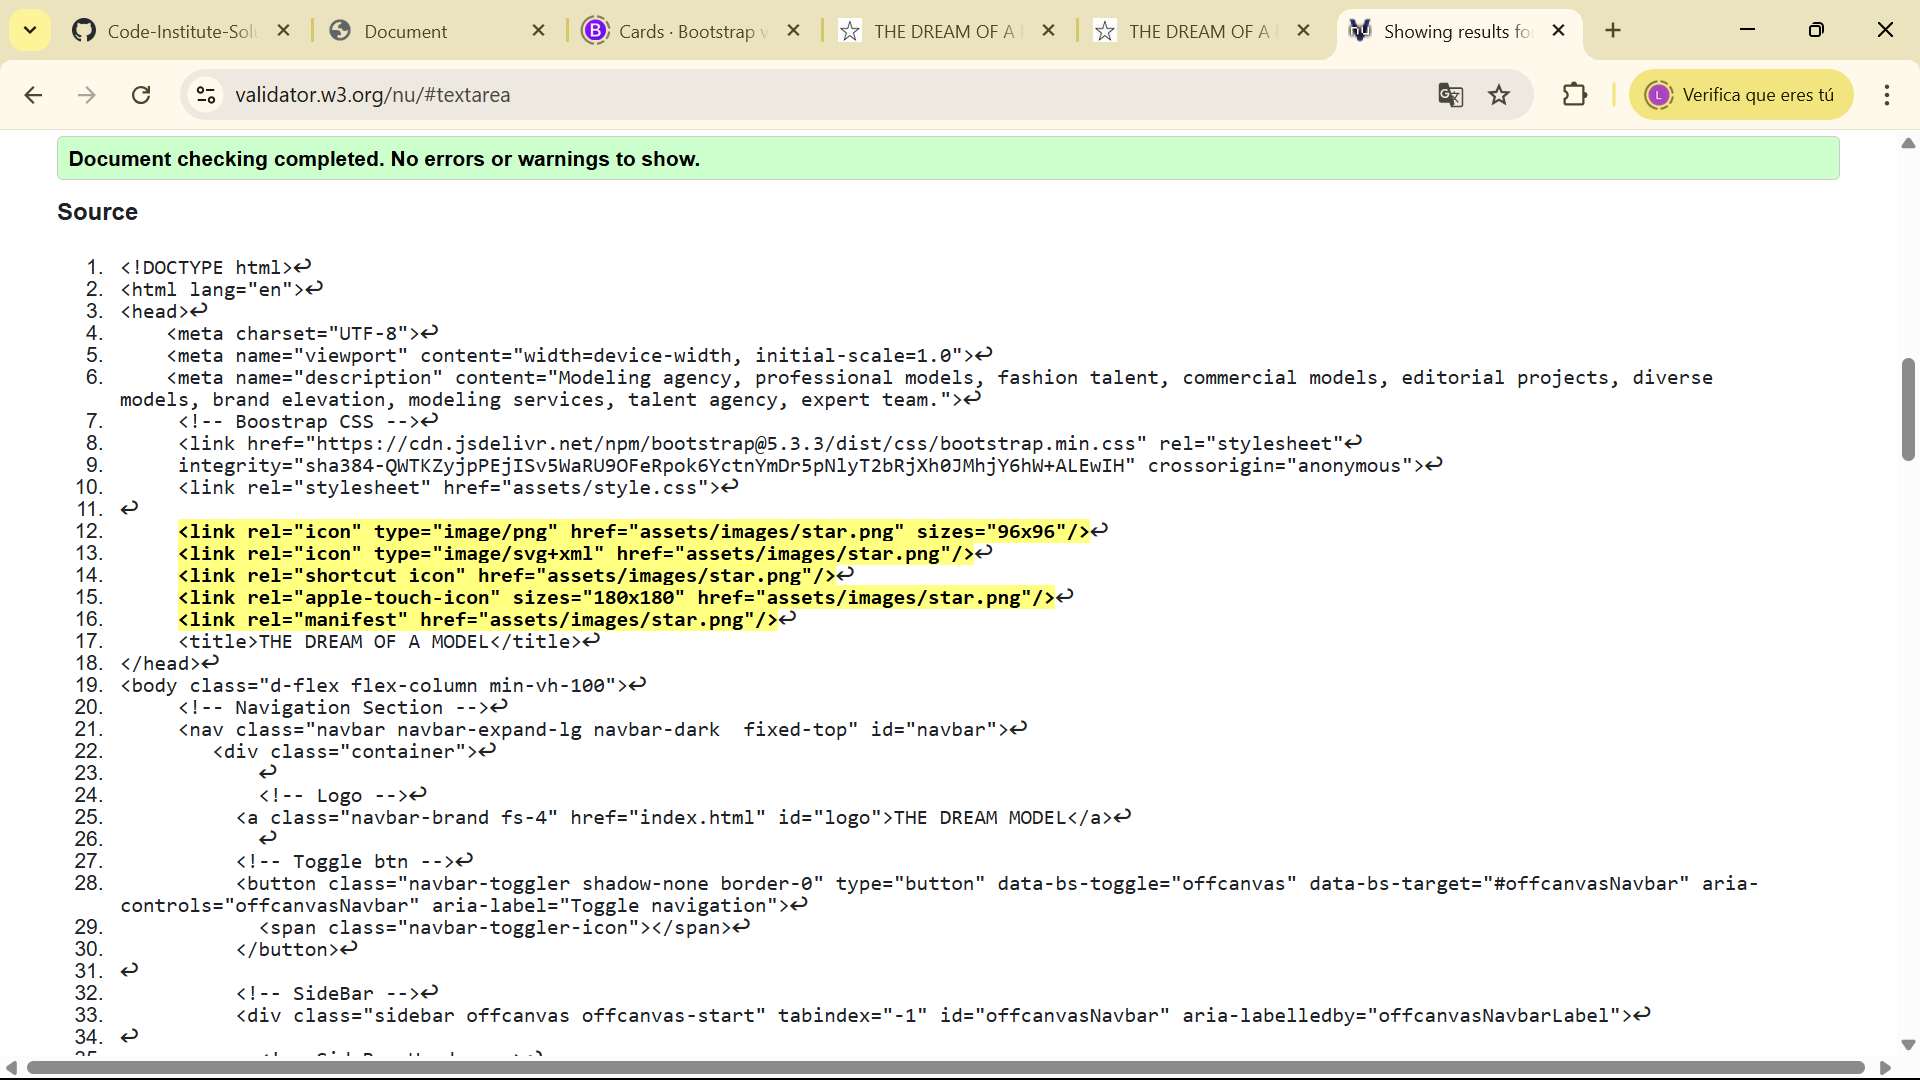 Code-Institute-Sol
Document
Cards · Bootstrap v
THE DREAM OF A
THE DREAM OF A
Showing results fo
validator.w3.org/nu/#textarea
L
Verifica que eres tú
Document checking completed. No errors or warnings to show.
Source
1. <!DOCTYPE html>↩
2. <html lang="en">↩
3. <head>↩
4. <meta charset="UTF-8">↩
5. <meta name="viewport" content="width=device-width, initial-scale=1.0">↩
6. <meta name="description" content="Modeling agency, professional models, fashion talent, commercial models, editorial projects, diverse
models, brand elevation, modeling services, talent agency, expert team.">↩
7. <!-- Boostrap CSS -->↩
8. <link href="https://cdn.jsdelivr.net/npm/bootstrap@5.3.3/dist/css/bootstrap.min.css" rel="stylesheet"↩
9. integrity="sha384-QWTKZyjpPEjISv5WaRU9OFeRpok6YctnYmDr5pNlyT2bRjXh0JMhjY6hW+ALEwIH" crossorigin="anonymous">↩
10. <link rel="stylesheet" href="assets/style.css">↩
11. ↩
12. <link rel="icon" type="image/png" href="assets/images/star.png" sizes="96x96"/>↩
13. <link rel="icon" type="image/svg+xml" href="assets/images/star.png"/>↩
14. <link rel="shortcut icon" href="assets/images/star.png"/>↩
15. <link rel="apple-touch-icon" sizes="180x180" href="assets/images/star.png"/>↩
16. <link rel="manifest" href="assets/images/star.png"/>↩
17. <title>THE DREAM OF A MODEL</title>↩
18. </head>↩
19. <body class="d-flex flex-column min-vh-100">↩
20. <!-- Navigation Section -->↩
21. <nav class="navbar navbar-expand-lg navbar-dark  fixed-top" id="navbar">↩
22. <div class="container">↩
23. ↩
24. <!-- Logo -->↩
25. <a class="navbar-brand fs-4" href="index.html" id="logo">THE DREAM MODEL</a>↩
26. ↩
27. <!-- Toggle btn -->↩
28. <button class="navbar-toggler shadow-none border-0" type="button" data-bs-toggle="offcanvas" data-bs-target="#offcanvasNavbar" aria-
controls="offcanvasNavbar" aria-label="Toggle navigation">↩
29. <span class="navbar-toggler-icon"></span>↩
30. </button>↩
31. ↩
32. <!-- SideBar -->↩
33. <div class="sidebar offcanvas offcanvas-start" tabindex="-1" id="offcanvasNavbar" aria-labelledby="offcanvasNavbarLabel">↩
34. ↩